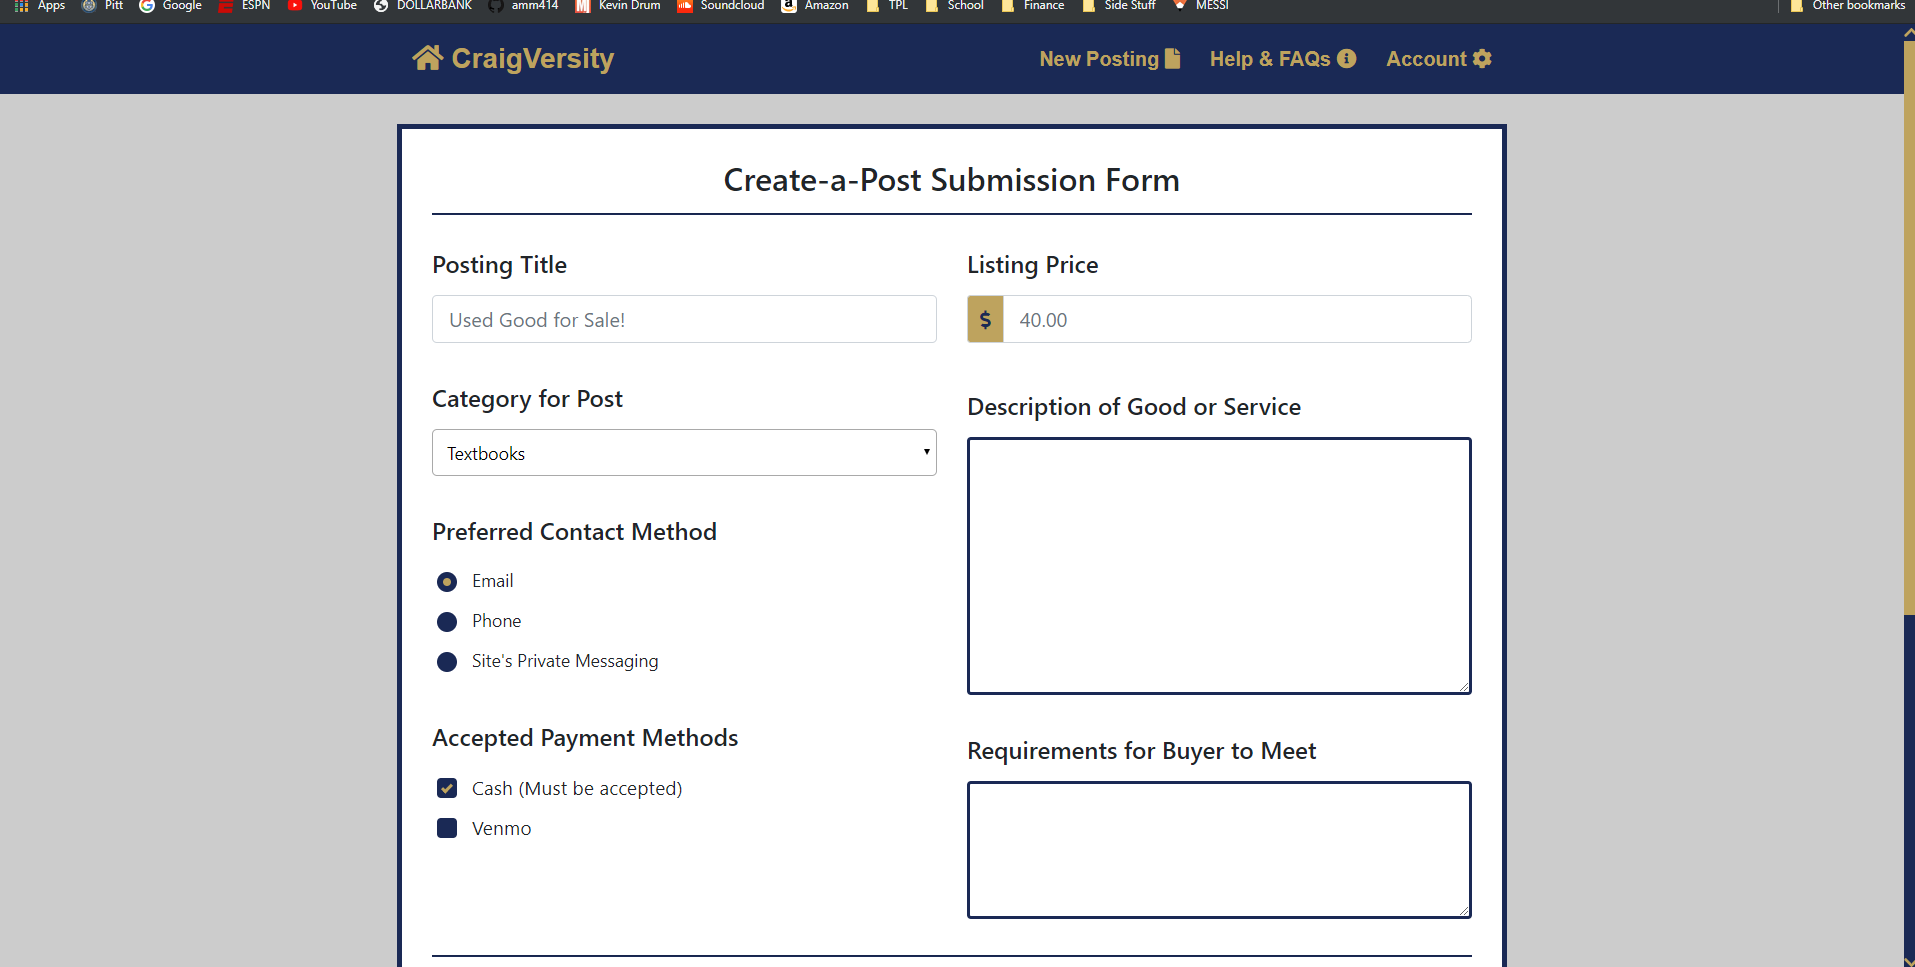 Apps Pitt Google ESPN YouTube DOLLARBANK amm414 Kevin Drum Soundcloud Amazon TPL School Finance Side Stuff MESSI Other bookmarks
CraigVersity New Posting Help & FAQs Account
Create-a-Post Submission Form
Posting Title
Used Good for Sale!
Listing Price
$ 40.00
Category for Post
Textbooks
Description of Good or Service
Preferred Contact Method
Email
Phone
Site's Private Messaging
Accepted Payment Methods
Cash (Must be accepted)
Venmo
Requirements for Buyer to Meet